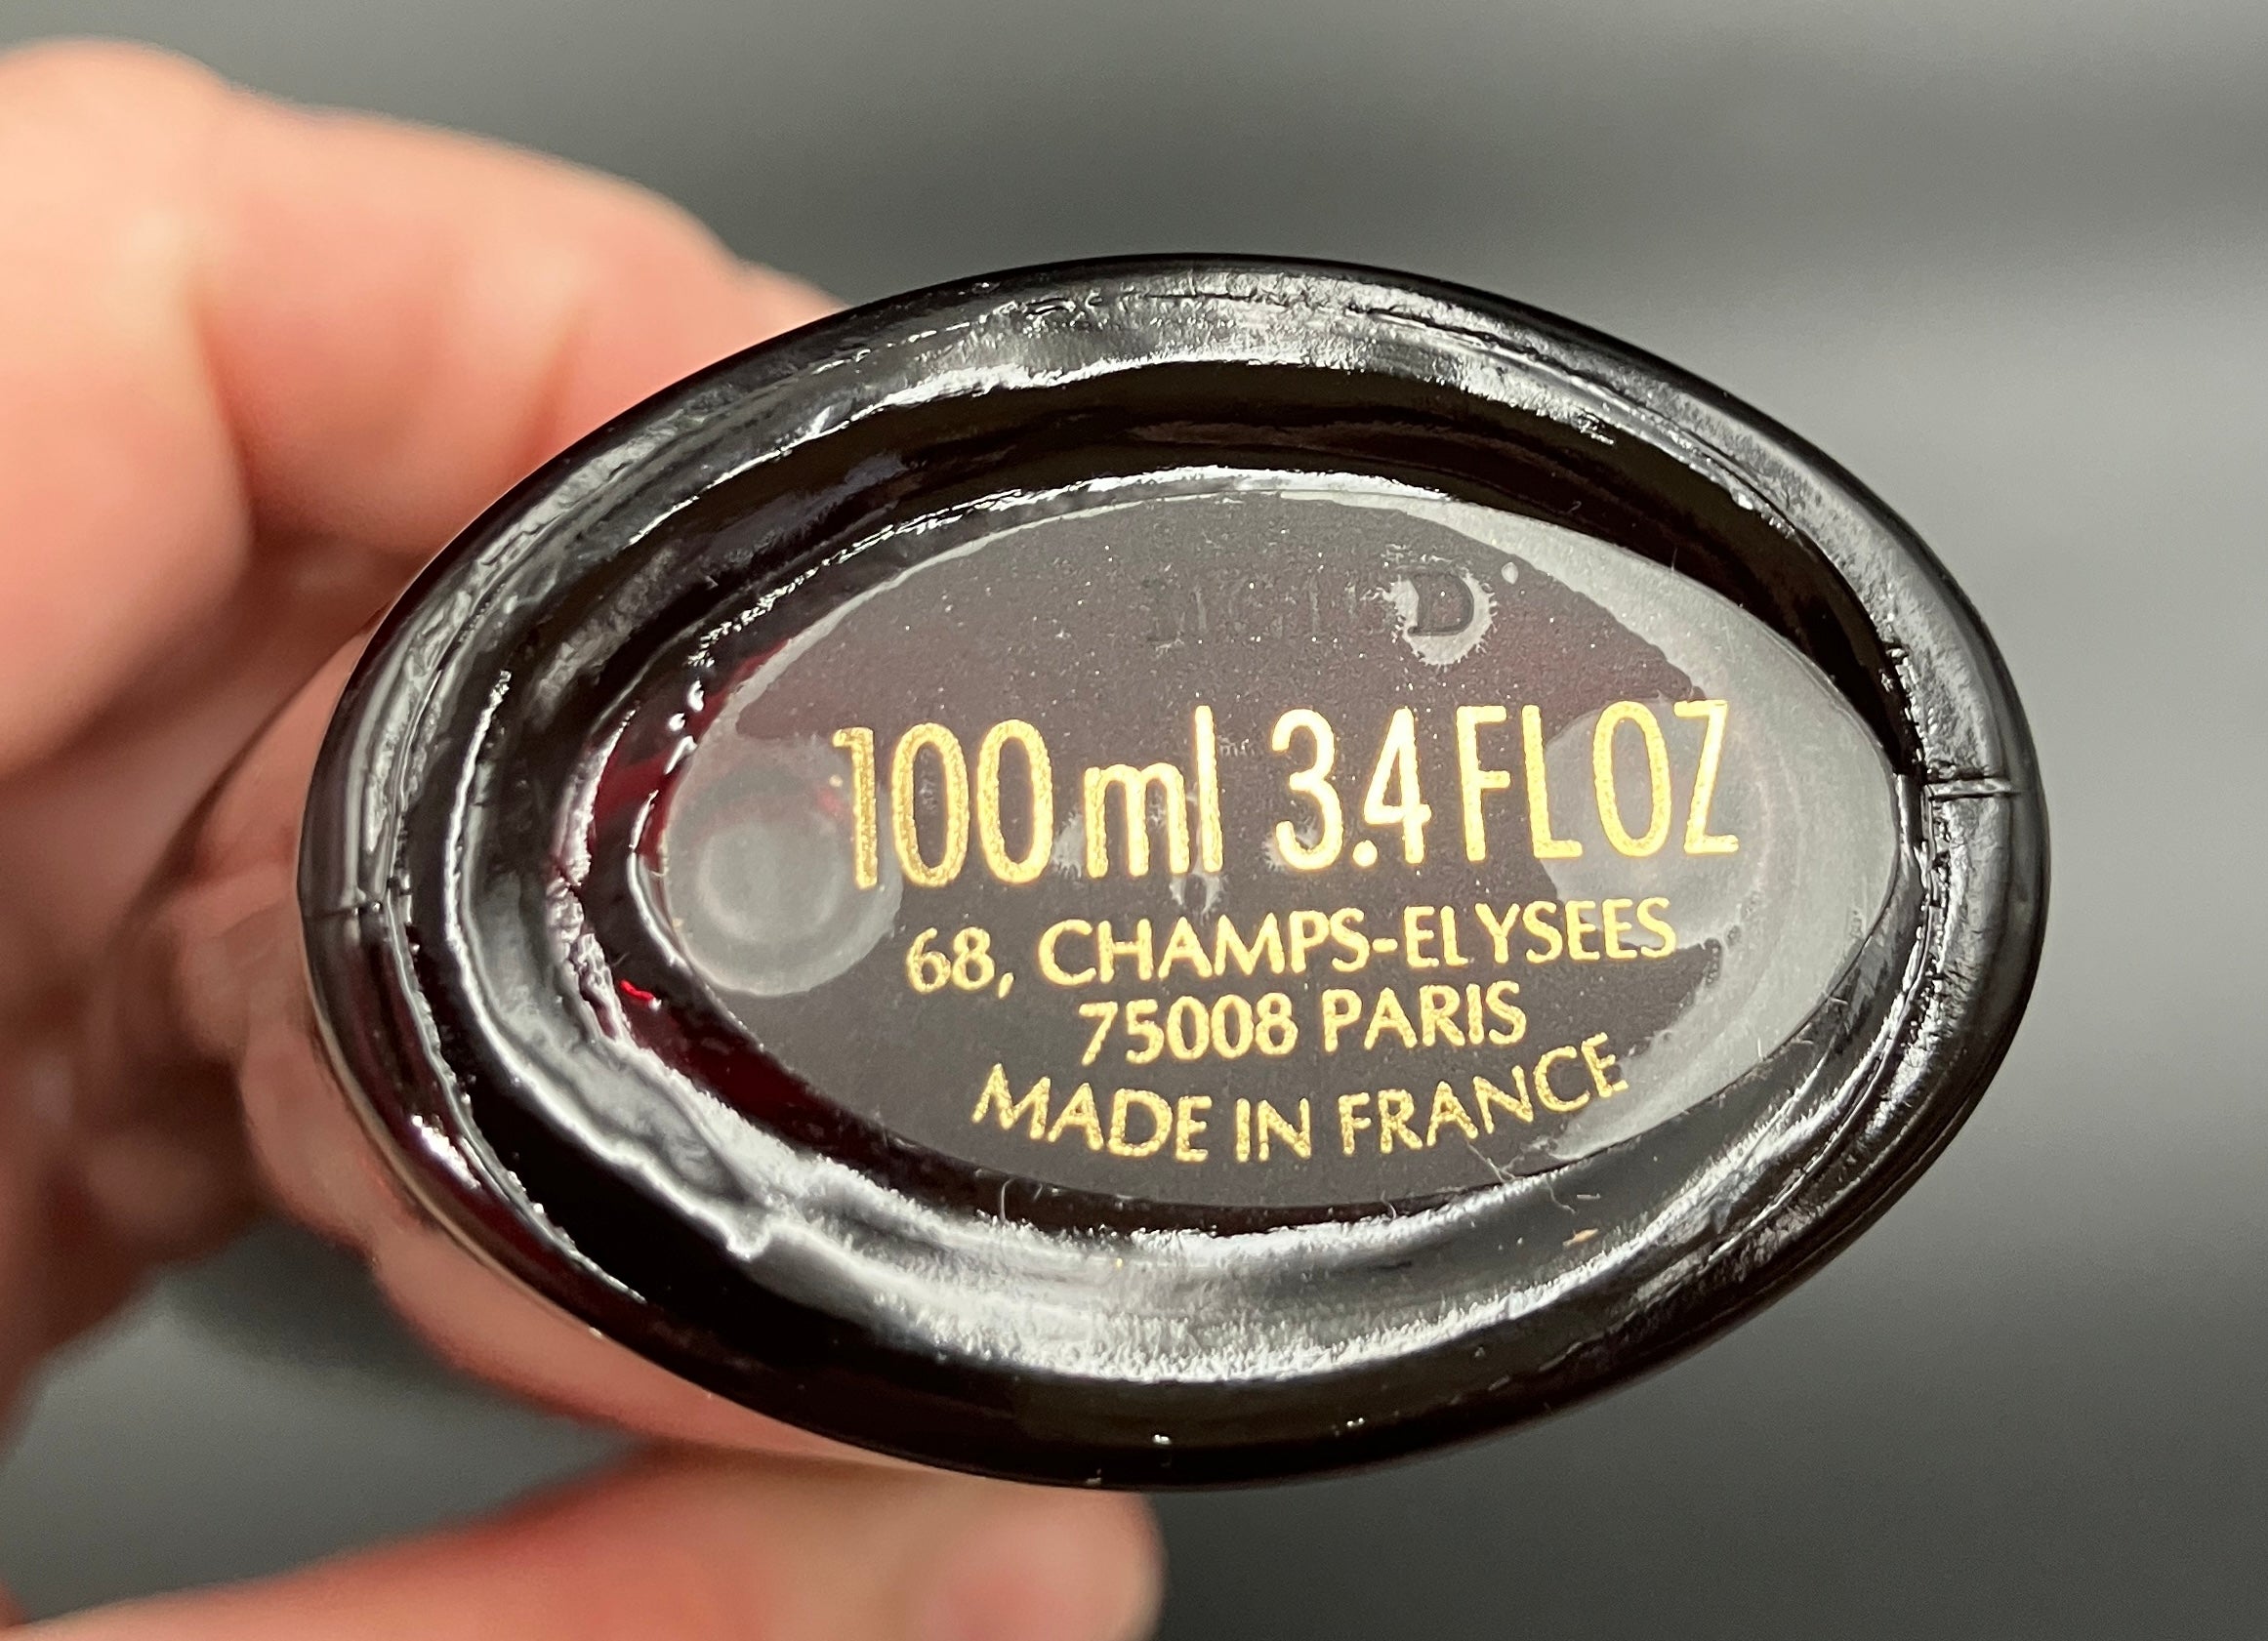 100 ml 3.4 FL OZ
68, CHAMPS-ELYSEES
75008 PARIS
MADE IN FRANCE